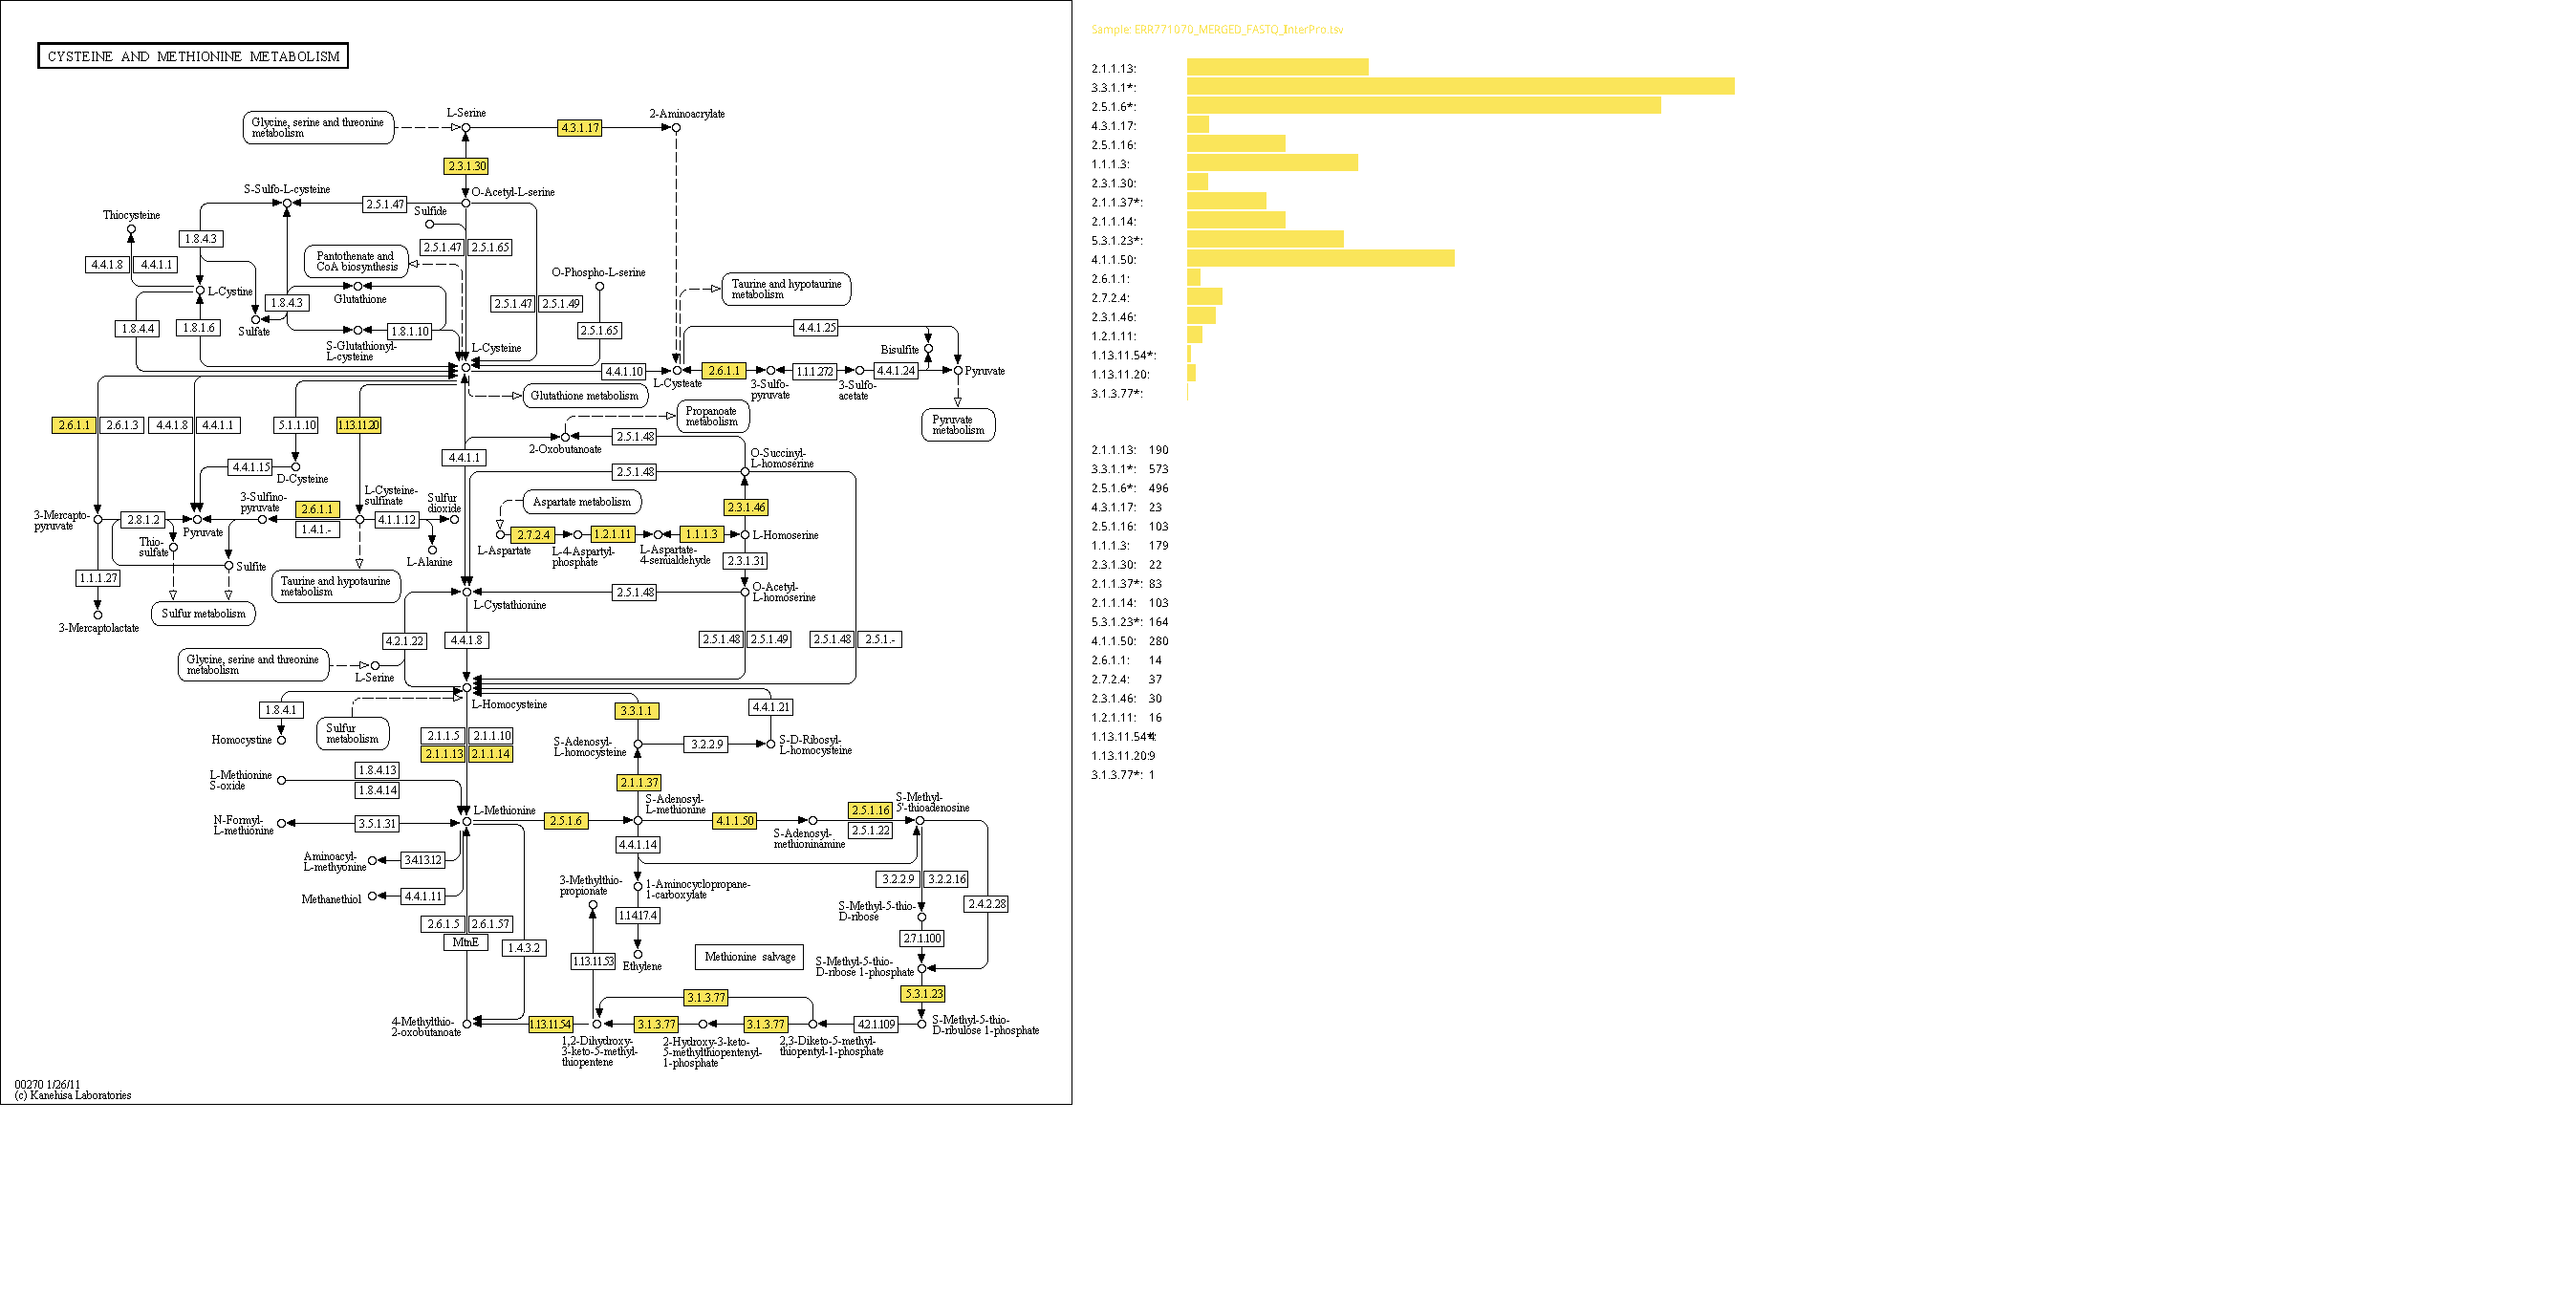 CYSTEINE AND METHIONINE METABOLISM
L-Serine
2-Aminoacrylate
Glycine, serine and threonine
metabolism
4.3.1.17
2.3.1.30
S-Sulfo-L-cysteine
O-Acetyl-L-serine
2.5.1.47
Sulfide
Thiocysteine
1.8.4.3
2.5.1.47
2.5.1.65
Pantothenate and
CoA biosynthesis
4.4.1.8
4.4.1.1
O-Phospho-L-serine
L-Cystine
Glutathione
1.8.4.3
2.5.1.47
2.5.1.49
Taurine and hypotaurine
metabolism
1.8.4.4
1.8.1.6
Sulfate
1.8.1.10
2.5.1.65
4.4.1.25
S-Glutathionyl-
L-cysteine
L-Cysteine
Bisulfite
4.4.1.10
L-Cysteate
2.6.1.1
3-Sulfo-
pyruvate
1.1.1.272
3-Sulfo-
acetate
4.4.1.24
Pyruvate
Glutathione metabolism
Propanoate
metabolism
Pyruvate
metabolism
2.6.1.1
2.6.1.3
4.4.1.8
4.4.1.1
5.1.1.10
1.13.11.20
2-Oxobutanoate
2.5.1.48
4.4.1.1
O-Succinyl-
L-homoserine
4.4.1.15
D-Cysteine
2.5.1.48
3-Mercapto-
pyruvate
2.8.1.2
Pyruvate
3-Sulfino-
pyruvate
2.6.1.1
1.4.1.-
L-Cysteine-
sulfinate
4.1.1.12
Sulfur
dioxide
Aspartate metabolism
2.3.1.46
Thio-
sulfate
L-Alanine
L-Aspartate
2.7.2.4
L-4-Aspartyl-
phosphate
1.2.1.11
L-Aspartate-
4-semialdehyde
1.1.1.3
L-Homoserine
Sulfite
2.3.1.31
1.1.1.27
Taurine and hypotaurine
metabolism
Sulfur metabolism
3-Mercaptolactate
L-Cystathionine
2.5.1.48
O-Acetyl-
L-homoserine
4.2.1.22
4.4.1.8
2.5.1.48
2.5.1.49
2.5.1.48
2.5.1.-
Glycine, serine and threonine
metabolism
L-Serine
L-Homocysteine
1.8.4.1
Sulfur
metabolism
Homocystine
3.3.1.1
4.4.1.21
2.1.1.5
2.1.1.10
2.1.1.13
2.1.1.14
S-Adenosyl-
L-homocysteine
3.2.2.9
S-D-Ribosyl-
L-homocysteine
L-Methionine
S-oxide
1.8.4.13
1.8.4.14
2.1.1.37
L-Methionine
S-Adenosyl-
L-methionine
S-Methyl-
5'-thioadenosine
N-Formyl-
L-methionine
3.5.1.31
2.5.1.6
4.1.1.50
S-Adenosyl-
methioninamine
2.5.1.16
2.5.1.22
4.4.1.14
Aminoacyl-
L-methyonine
3.4.13.12
Methanethiol
4.4.1.11
3-Methylthio-
propionate
1-Aminocyclopropane-
1-carboxylate
3.2.2.9
3.2.2.16
2.4.2.28
S-Methyl-5-thio-
D-ribose
2.6.1.5
2.6.1.57
MtnE
1.4.3.2
1.14.17.4
2.7.1.100
1.13.11.53
Ethylene
Methionine salvage
S-Methyl-5-thio-
D-ribose 1-phosphate
5.3.1.23
3.1.3.77
4-Methylthio-
2-oxobutanoate
1.13.11.54
1,2-Dihydroxy-
3-keto-5-methyl-
thiopentene
3.1.3.77
2-Hydroxy-3-keto-
5-methylthiopentenyl-
1-phosphate
3.1.3.77
2,3-Diketo-5-methyl-
thiopentyl-1-phosphate
4.2.1.109
S-Methyl-5-thio-
D-ribulose 1-phosphate
00270 1/26/11
(c) Kanehisa Laboratories
Sample: ERR771070_MERGED_FASTQ_InterPro.tsv
2.1.1.13:
3.3.1.1*:
2.5.1.6*:
4.3.1.17:
2.5.1.16:
1.1.1.3:
2.3.1.30:
2.1.1.37*:
2.1.1.14:
5.3.1.23*:
4.1.1.50:
2.6.1.1:
2.7.2.4:
2.3.1.46:
1.2.1.11:
1.13.11.54*:
1.13.11.20:
3.1.3.77*:
2.1.1.13: 190
3.3.1.1*: 573
2.5.1.6*: 496
4.3.1.17: 23
2.5.1.16: 103
1.1.1.3: 179
2.3.1.30: 22
2.1.1.37*: 83
2.1.1.14: 103
5.3.1.23*: 164
4.1.1.50: 280
2.6.1.1: 14
2.7.2.4: 37
2.3.1.46: 30
1.2.1.11: 16
1.13.11.54*: 4
1.13.11.20: 9
3.1.3.77*: 1